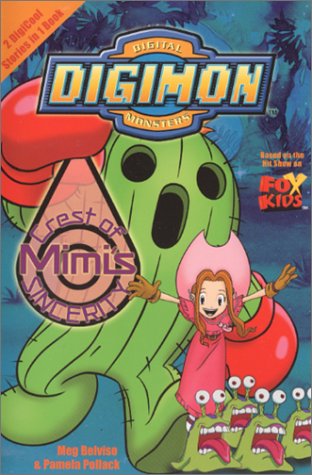 2 DigiCool
Stories in 1 Book
DIGITAL
DIGIMON
MONSTERS
TM
Based on the
Hit Show on
FOX
KIDS
Crest of
Mimi's
SINCERITY
Meg Belviso
& Pamela Pollack